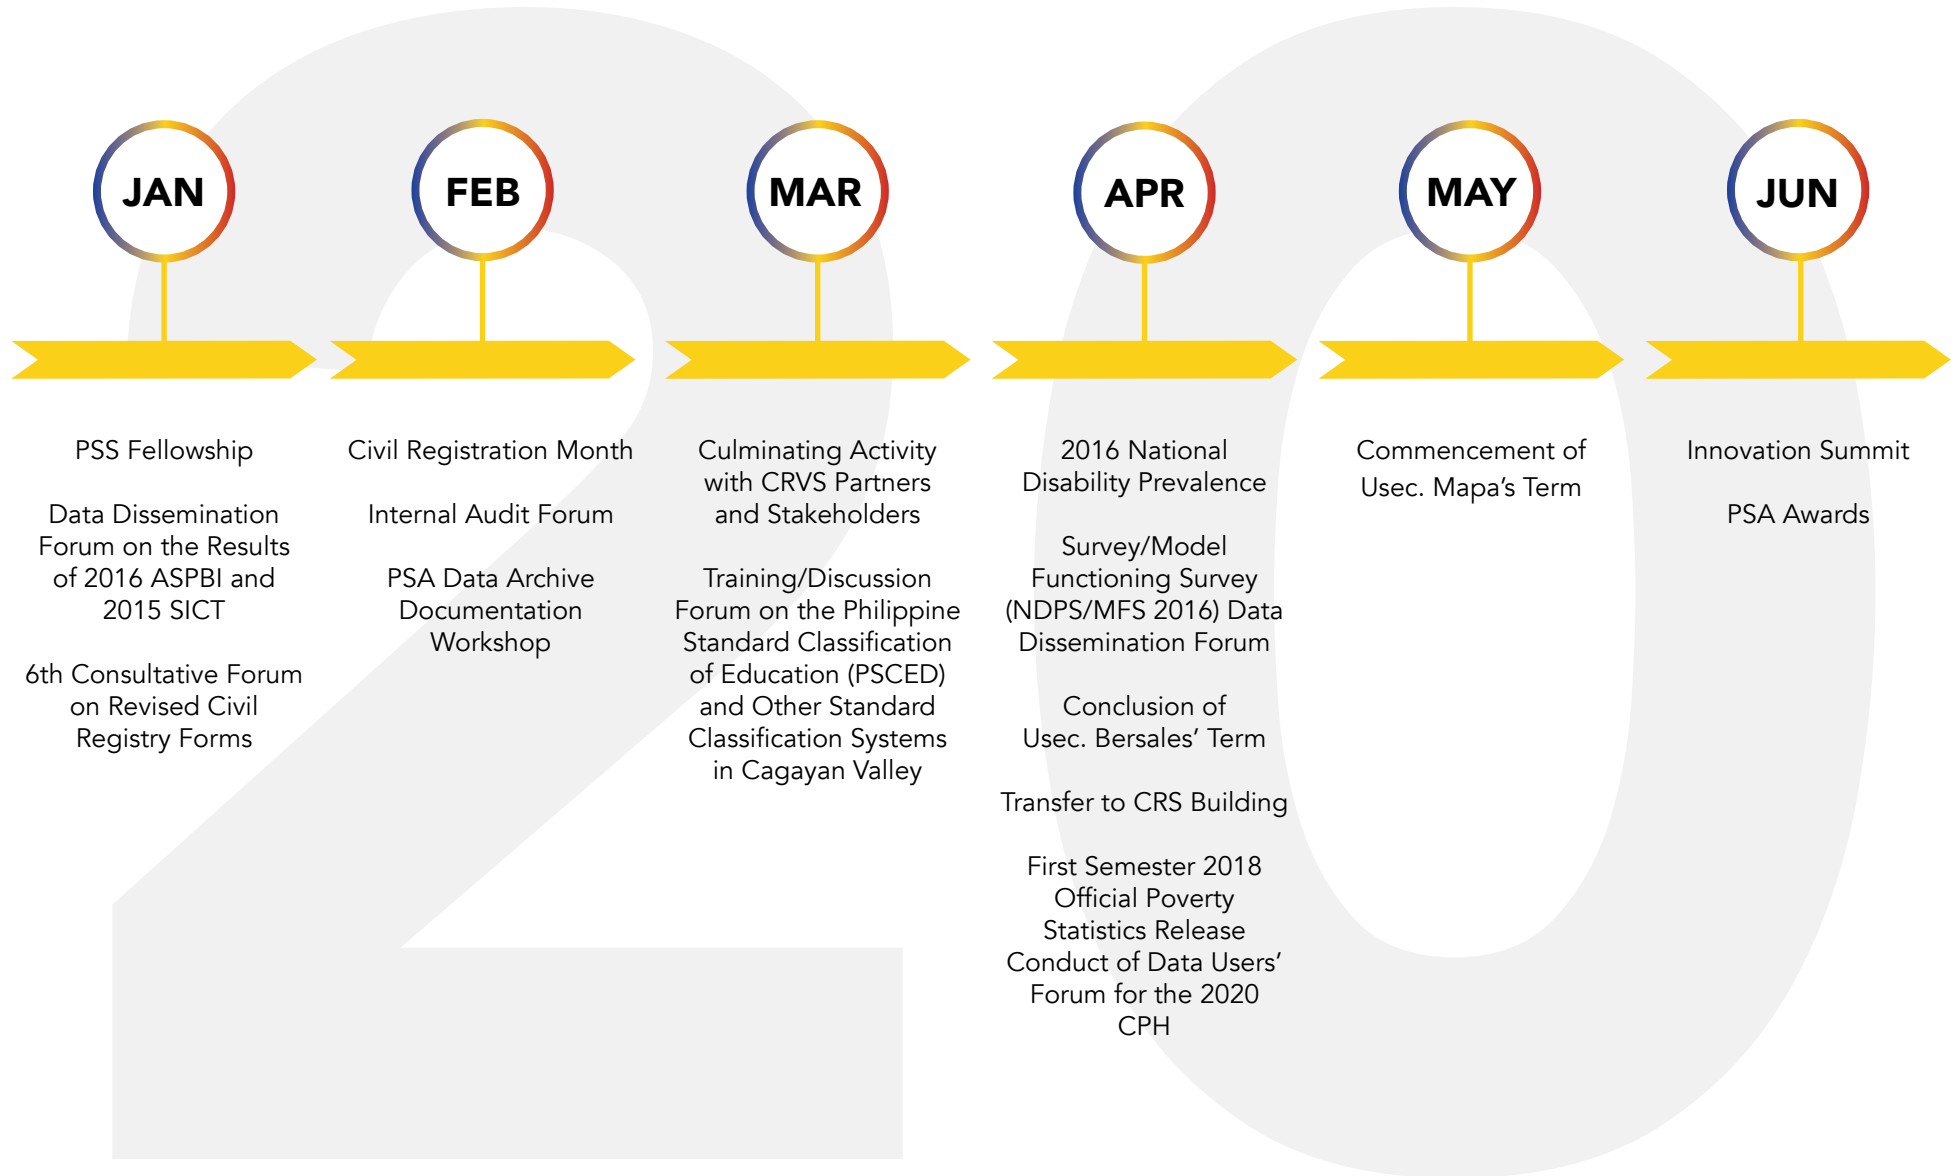 JAN
PSS Fellowship
Data Dissemination
Forum on the Results
of 2016 ASPBI and
2015 SICT
6th Consultative Forum
on Revised Civil
Registry Forms
FEB
Civil Registration Month
Internal Audit Forum
PSA Data Archive
Documentation
Workshop
MAR
Culminating Activity
with CRVS Partners
and Stakeholders
Training/Discussion
Forum on the Philippine
Standard Classification
of Education (PSCED)
and Other Standard
Classification Systems
in Cagayan Valley
APR
2016 National
Disability Prevalence
Survey/Model
Functioning Survey
(NDPS/MFS 2016) Data
Dissemination Forum
Conclusion of
Usec. Bersales’ Term
Transfer to CRS Building
First Semester 2018
Official Poverty
Statistics Release
Conduct of Data Users’
Forum for the 2020
CPH
MAY
Commencement of
Usec. Mapa’s Term
JUN
Innovation Summit
PSA Awards
20